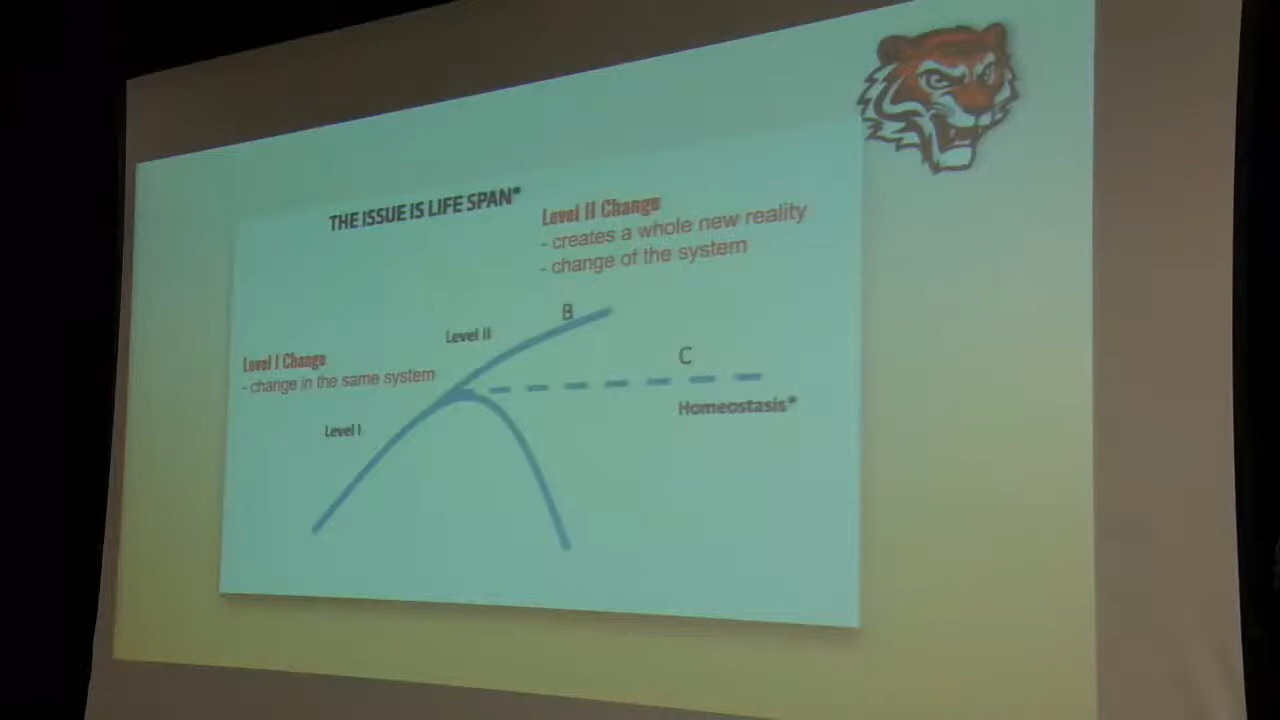 THE ISSUE IS LIFE SPAN*
Level II Change
- creates a whole new reality
- change of the system
B
Level II
C
Level I Change
- change in the same system
Homeostasis*
Level I